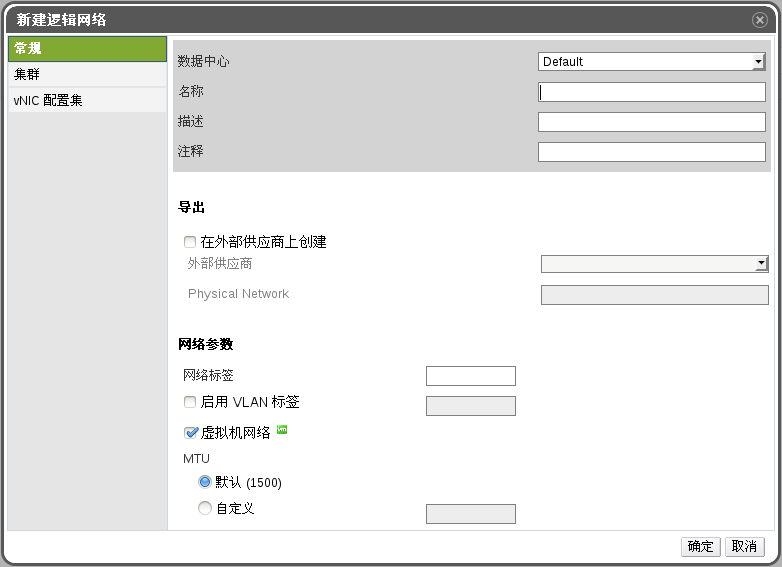 新建逻辑网络
常规
集群
vNIC 配置集
数据中心
Default
名称
描述
注释
导出
在外部供应商上创建
外部供应商
Physical Network
网络参数
网络标签
启用 VLAN 标签
虚拟机网络 vm
MTU
默认 (1500)
自定义
确定 取消